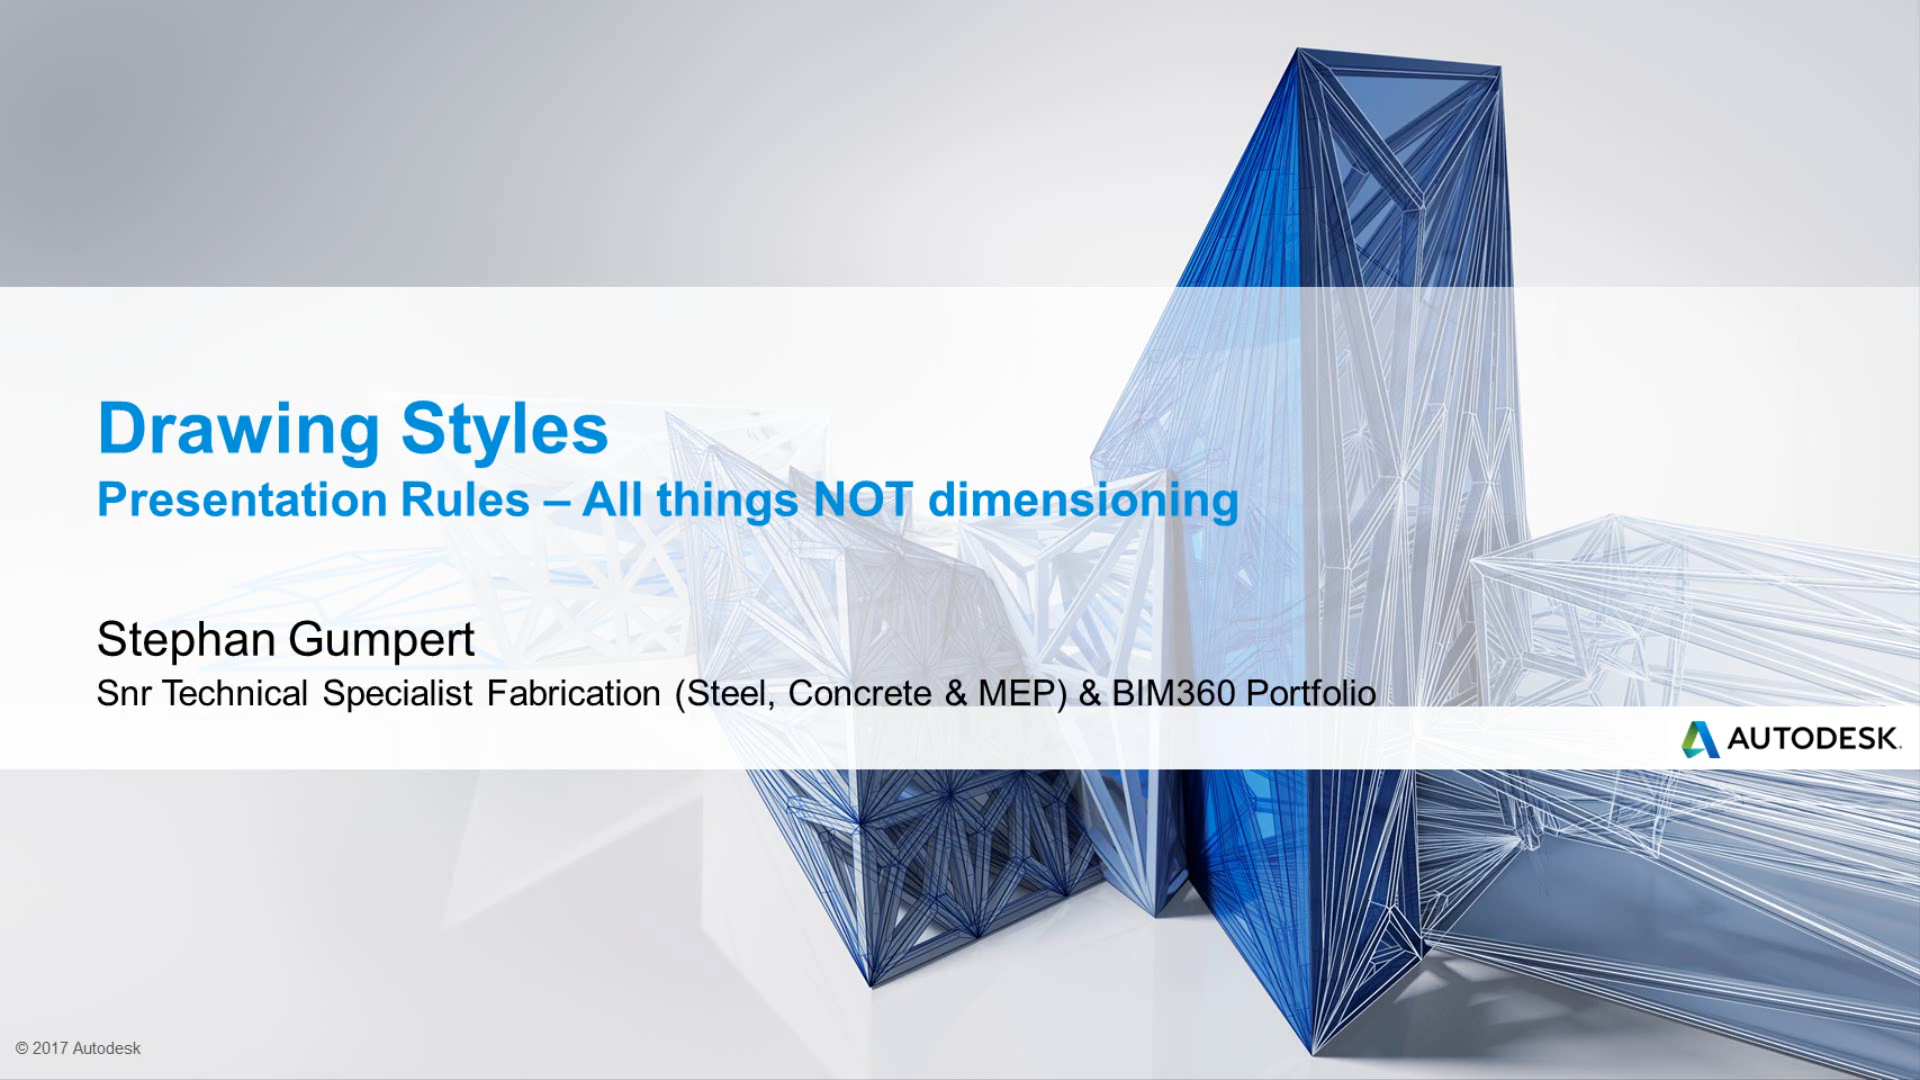 Drawing Styles
Presentation Rules – All things NOT dimensioning
Stephan Gumpert
Snr Technical Specialist Fabrication (Steel, Concrete & MEP) & BIM360 Portfolio
AUTODESK.
© 2017 Autodesk